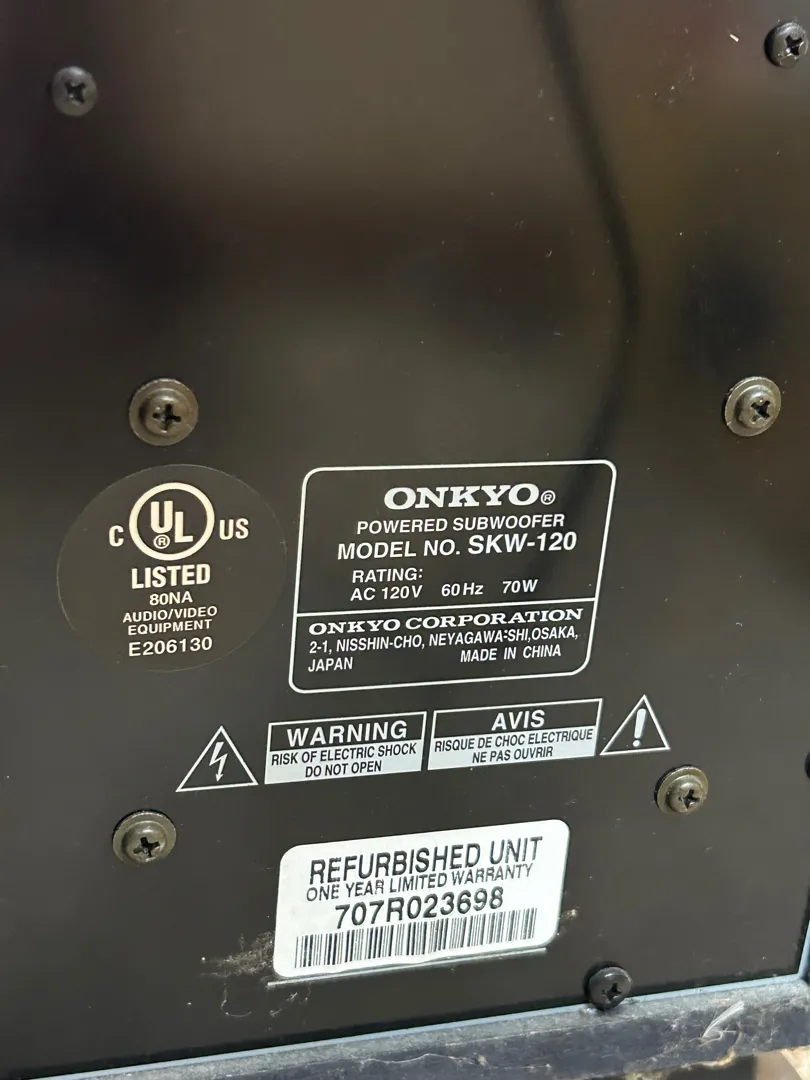 ONKYO®
POWERED SUBWOOFER
MODEL NO. SKW-120
RATING:
AC 120V 60Hz 70W
ONKYO CORPORATION
2-1, NISSHIN-CHO, NEYAGAWA-SHI, OSAKA,
JAPAN MADE IN CHINA
C UL® US
LISTED
80NA
AUDIO/VIDEO
EQUIPMENT
E206130
WARNING
RISK OF ELECTRIC SHOCK
DO NOT OPEN
AVIS
RISQUE DE CHOC ELECTRIQUE
NE PAS OUVRIR
REFURBISHED UNIT
ONE YEAR LIMITED WARRANTY
707R023698